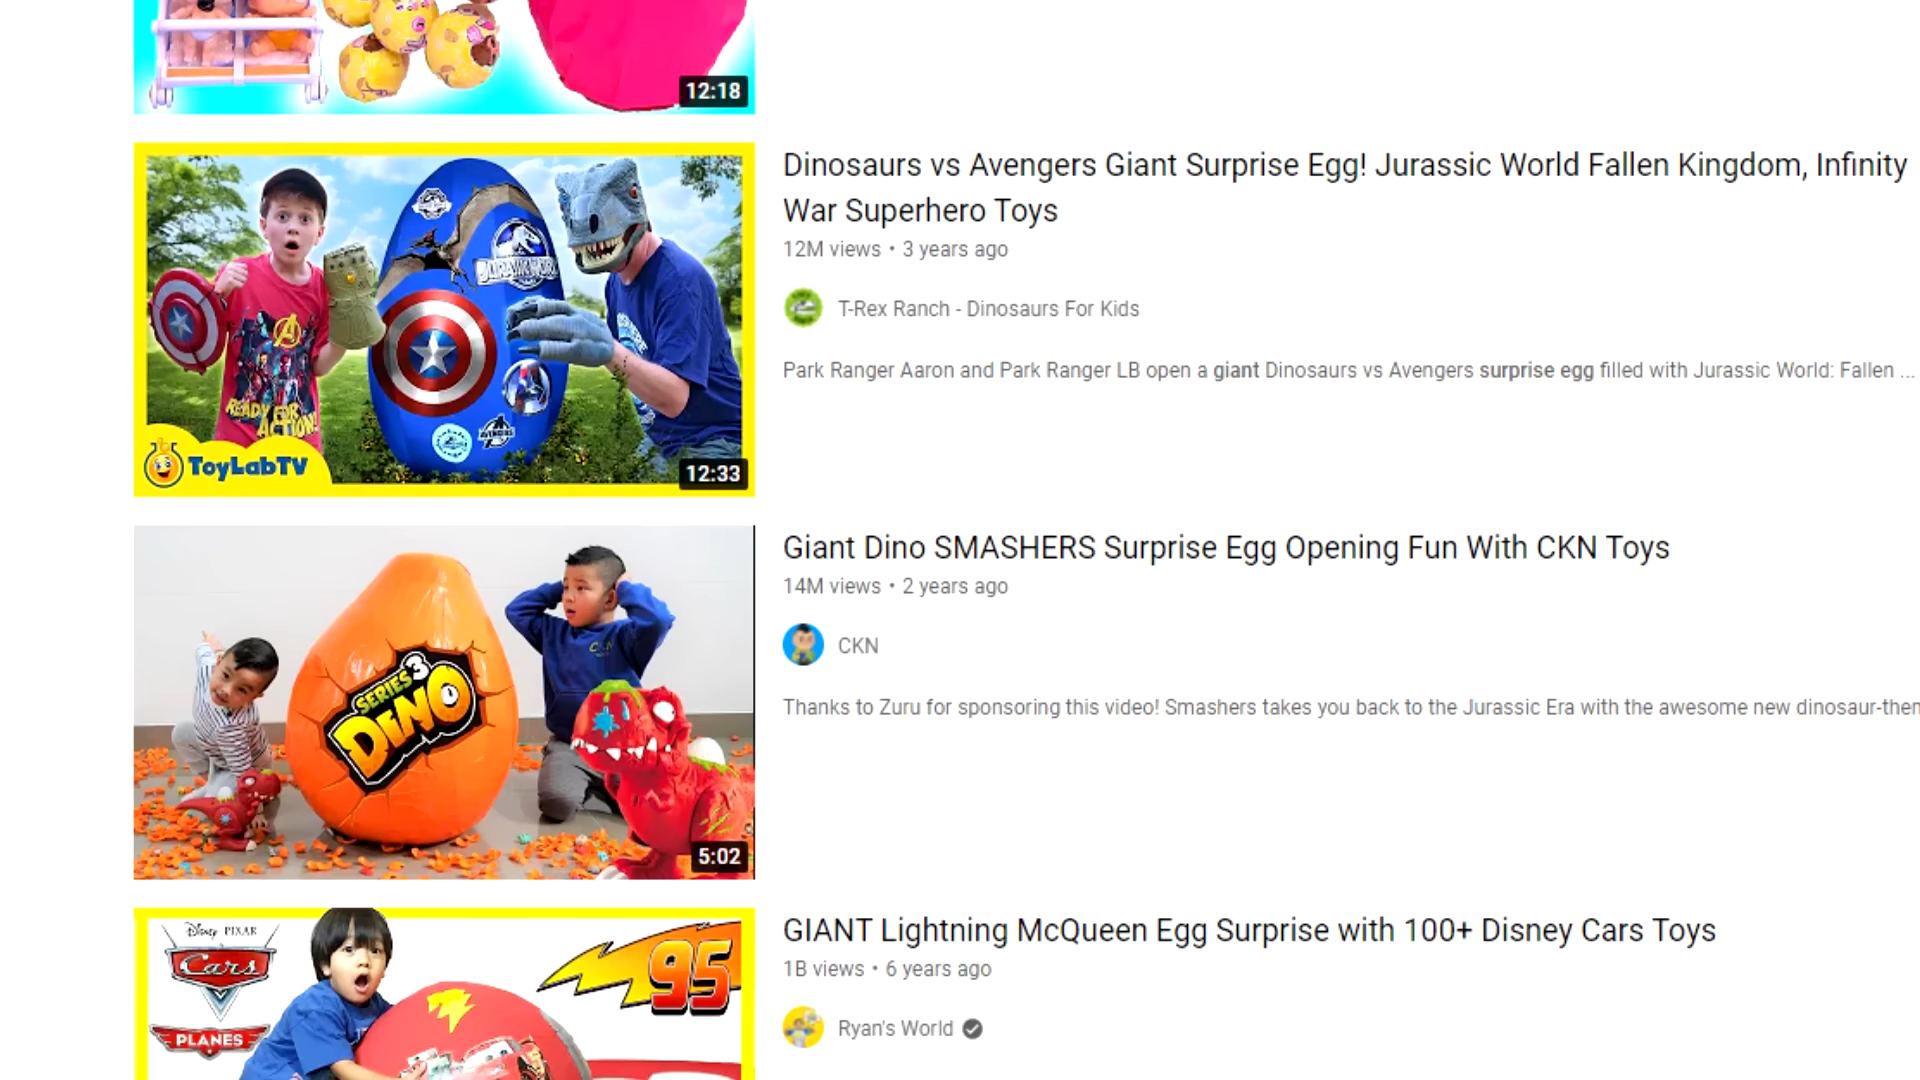 12:18
Dinosaurs vs Avengers Giant Surprise Egg! Jurassic World Fallen Kingdom, Infinity
War Superhero Toys
12M views • 3 years ago
T-Rex Ranch - Dinosaurs For Kids
Park Ranger Aaron and Park Ranger LB open a giant Dinosaurs vs Avengers surprise egg filled with Jurassic World: Fallen ...
JURASSIC WORLD
READY FOR
ACTION!
AVENGERS
ToyLabTV
12:33
Giant Dino SMASHERS Surprise Egg Opening Fun With CKN Toys
14M views • 2 years ago
CKN
Thanks to Zuru for sponsoring this video! Smashers takes you back to the Jurassic Era with the awesome new
SERIES 3
DINO
5:02
GIANT Lightning McQueen Egg Surprise with 100+ Disney Cars Toys
1B views • 6 years ago
Ryan's World
Disney PIXAR
Cars
PLANES
95